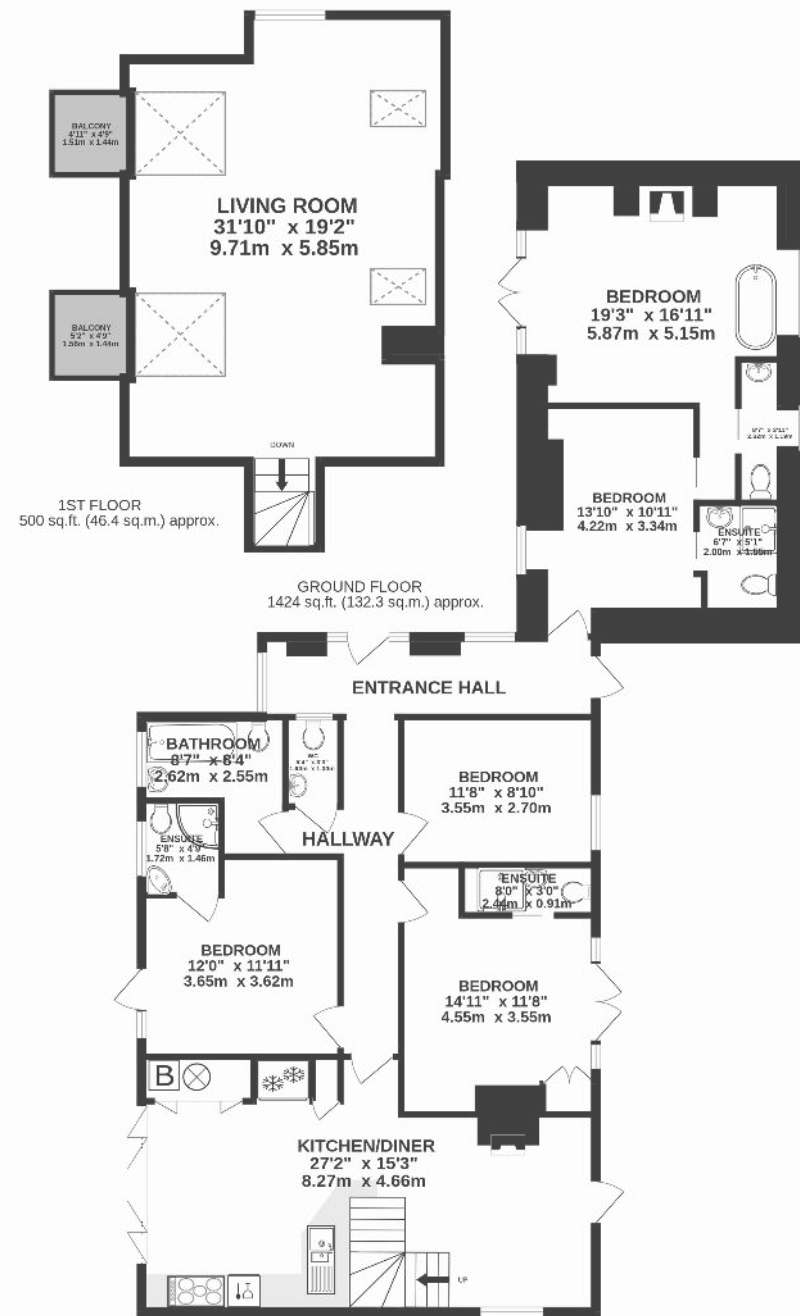 BALCONY
4'11" x 4'9"
1.51m x 1.44m
LIVING ROOM
31'10" x 19'2"
9.71m x 5.85m
BALCONY
5'2" x 4'9"
1.56m x 1.44m
DOWN
1ST FLOOR
500 sq.ft. (46.4 sq.m.) approx.
BEDROOM
19'3" x 16'11"
5.87m x 5.15m
BEDROOM
13'10" x 10'11"
4.22m x 3.34m
ENSUITE
6'7" x 5'1"
2.00m x 1.55m
GROUND FLOOR
1424 sq.ft. (132.3 sq.m.) approx.
ENTRANCE HALL
BATHROOM
8'7" x 8'4"
2.62m x 2.55m
WC
BEDROOM
11'8" x 8'10"
3.55m x 2.70m
HALLWAY
ENSUITE
5'8" x 4'9"
1.72m x 1.46m
ENSUITE
8'0" x 3'0"
2.44m x 0.91m
BEDROOM
12'0" x 11'11"
3.65m x 3.62m
BEDROOM
14'11" x 11'8"
4.55m x 3.55m
B
KITCHEN/DINER
27'2" x 15'3"
8.27m x 4.66m
UP